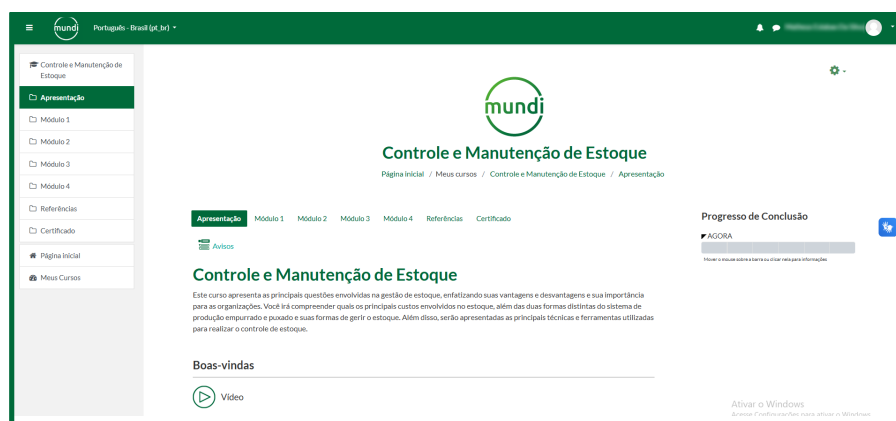 mundi
Português - Brasil (pt_br)
Controle e Manutenção de
Estoque
Apresentação
Módulo 1
Módulo 2
Módulo 3
Módulo 4
Referências
Certificado
Página inicial
Meus Cursos
mundi
Controle e Manutenção de Estoque
Página inicial / Meus cursos / Controle e Manutenção de Estoque / Apresentação
Apresentação Módulo 1 Módulo 2 Módulo 3 Módulo 4 Referências Certificado
Avisos
Controle e Manutenção de Estoque
Este curso apresenta as principais questões envolvidas na gestão de estoque, enfatizando suas vantagens e desvantagens e sua importância
para as organizações. Você irá compreender quais os principais custos envolvidos no estoque, além das duas formas distintas do sistema de
produção empurrado e puxado e suas formas de gerir o estoque. Além disso, serão apresentadas as principais técnicas e ferramentas utilizadas
para realizar o controle de estoque.
Boas-vindas
Vídeo
Progresso de Conclusão
AGORA
Mover o mouse sobre a barra ou clicar nela para informações.
Ativar o Windows
Acesse Configurações para ativar o Windows